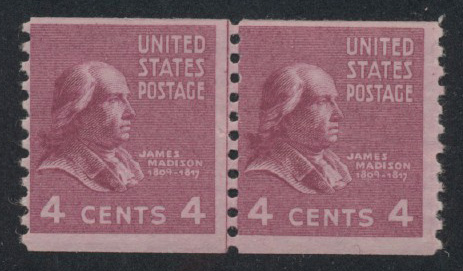 UNITED
STATES
POSTAGE
JAMES
MADISON
1809-1817
4 CENTS 4
UNITED
STATES
POSTAGE
JAMES
MADISON
1809-1817
4 CENTS 4